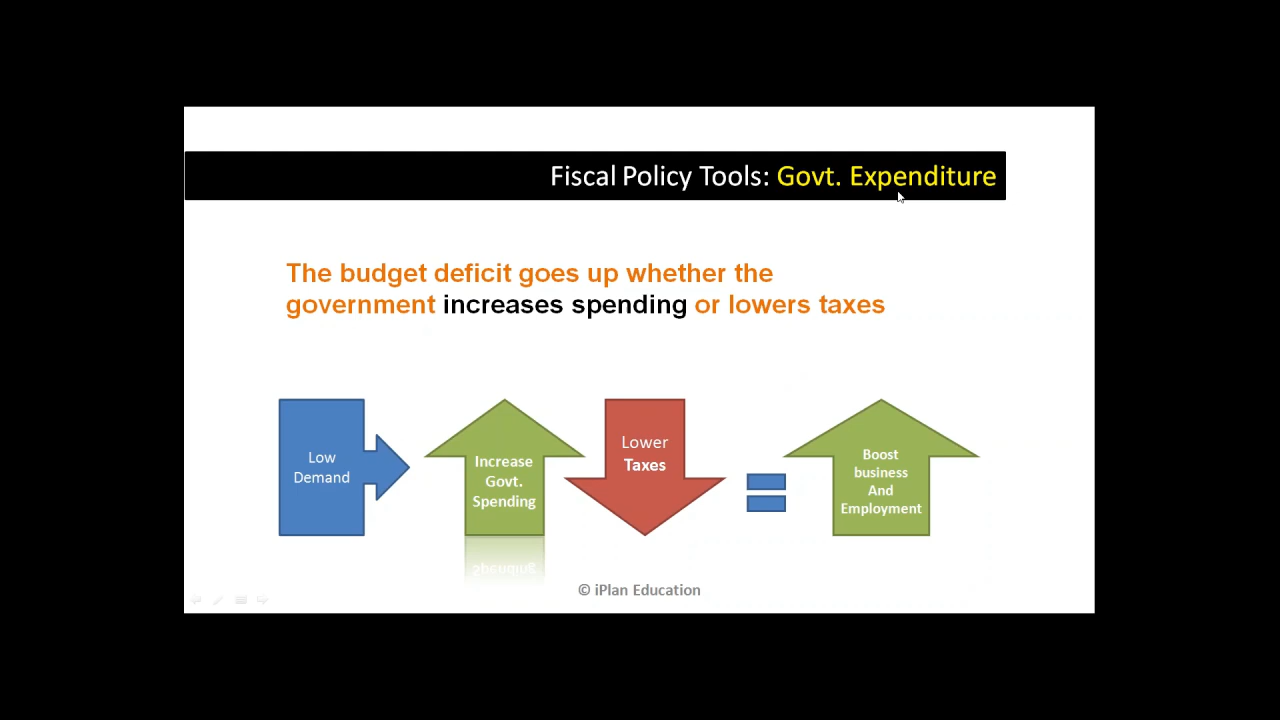 Fiscal Policy Tools: Govt. Expenditure
The budget deficit goes up whether the
government increases spending or lowers taxes
Low
Demand
Increase
Govt.
Spending
Lower
Taxes
Boost
business
And
Employment
© iPlan Education